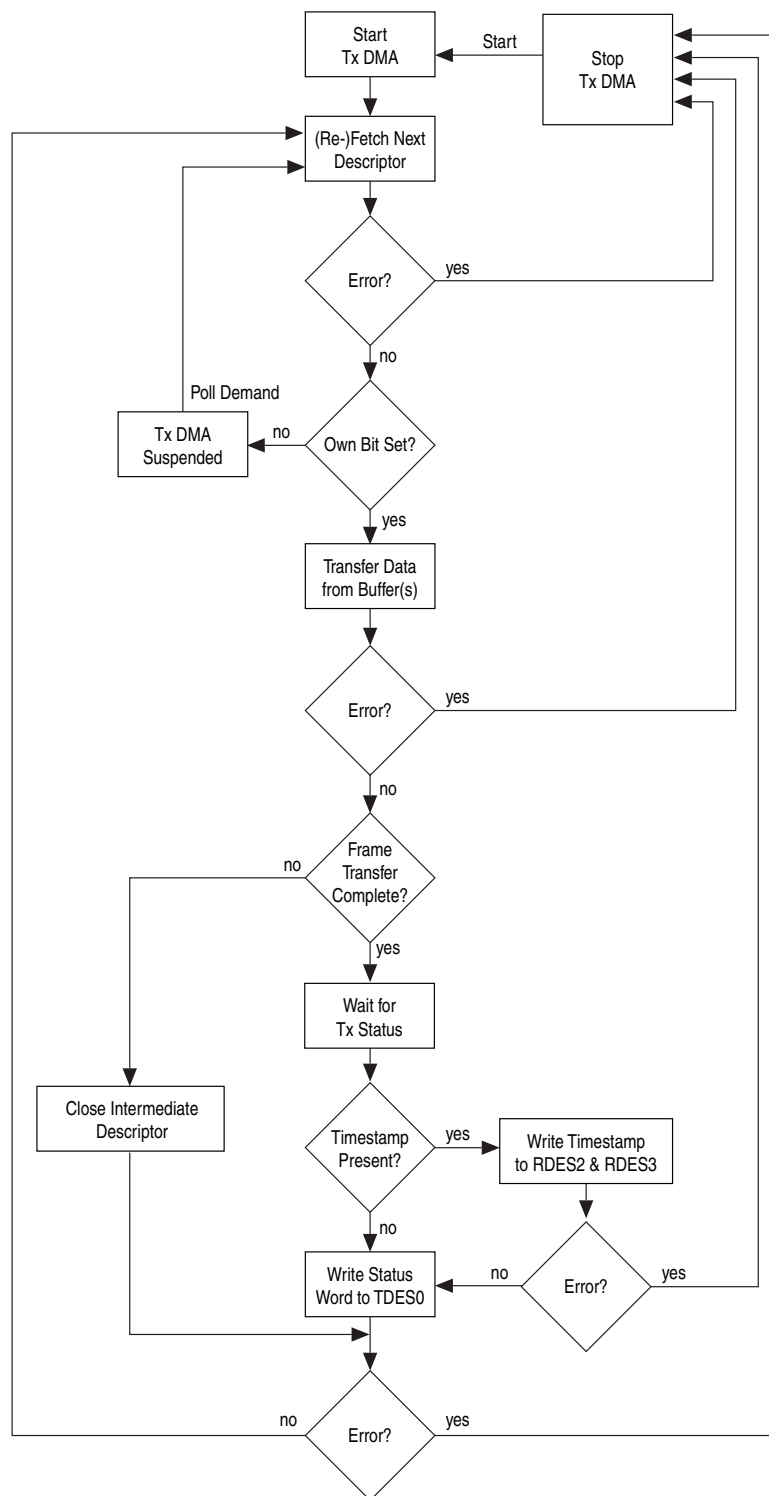 Start
Tx DMA
Start
Stop
Tx DMA
(Re-)Fetch Next
Descriptor
Error?
yes
no
Poll Demand
Tx DMA
Suspended
no
Own Bit Set?
yes
Transfer Data
from Buffer(s)
Error?
yes
no
Frame
Transfer
Complete?
no
yes
Wait for
Tx Status
Close Intermediate
Descriptor
Timestamp
Present?
yes
Write Timestamp
to RDES2 & RDES3
no
Write Status
Word to TDES0
no
Error?
yes
no
Error?
yes